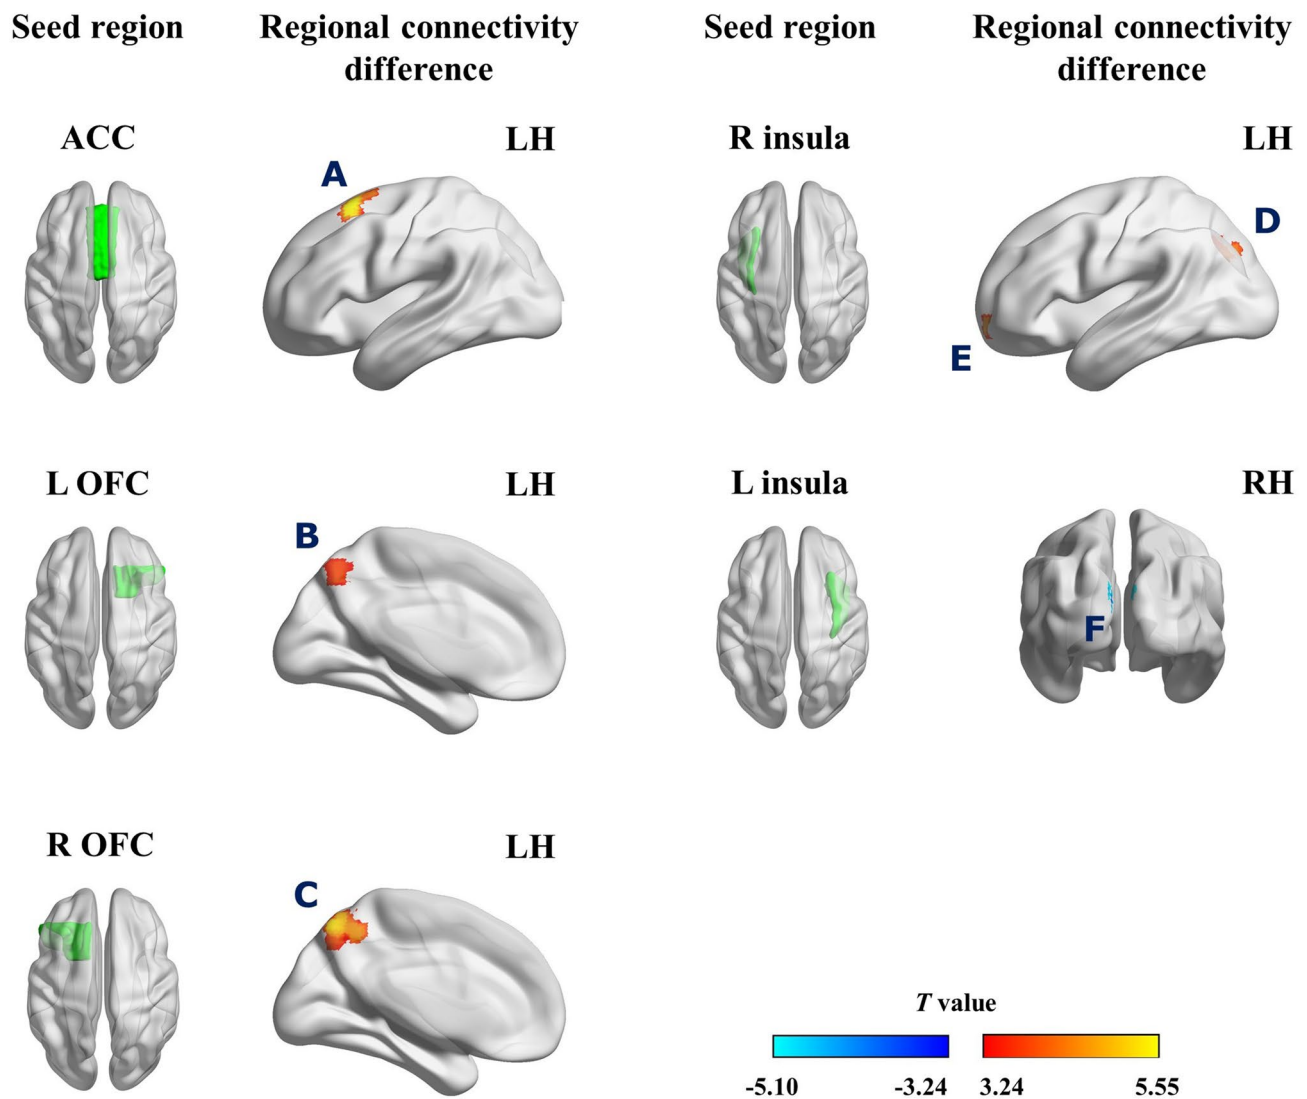 Seed region
Regional connectivity
difference
Seed region
Regional connectivity
difference
ACC
LH
A
R insula
LH
D
E
L OFC
LH
B
L insula
RH
F
R OFC
LH
C
T value
-5.10
-3.24
3.24
5.55